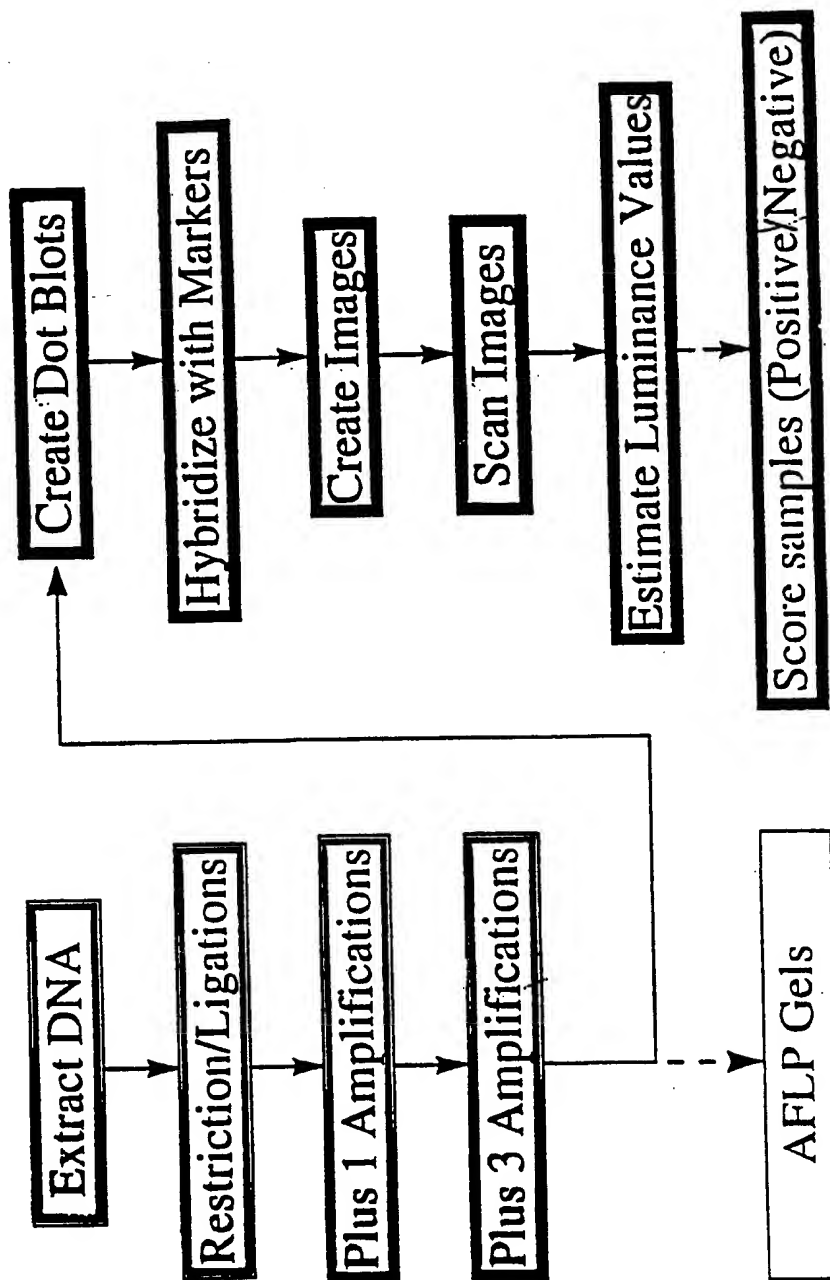 Extract DNA
Restriction/Ligations
Plus 1 Amplifications
Plus 3 Amplifications
AFLP Gels
Create Dot Blots
Hybridize with Markers
Create Images
Scan Images
Estimate Luminance Values
Score samples (Positive/Negative)